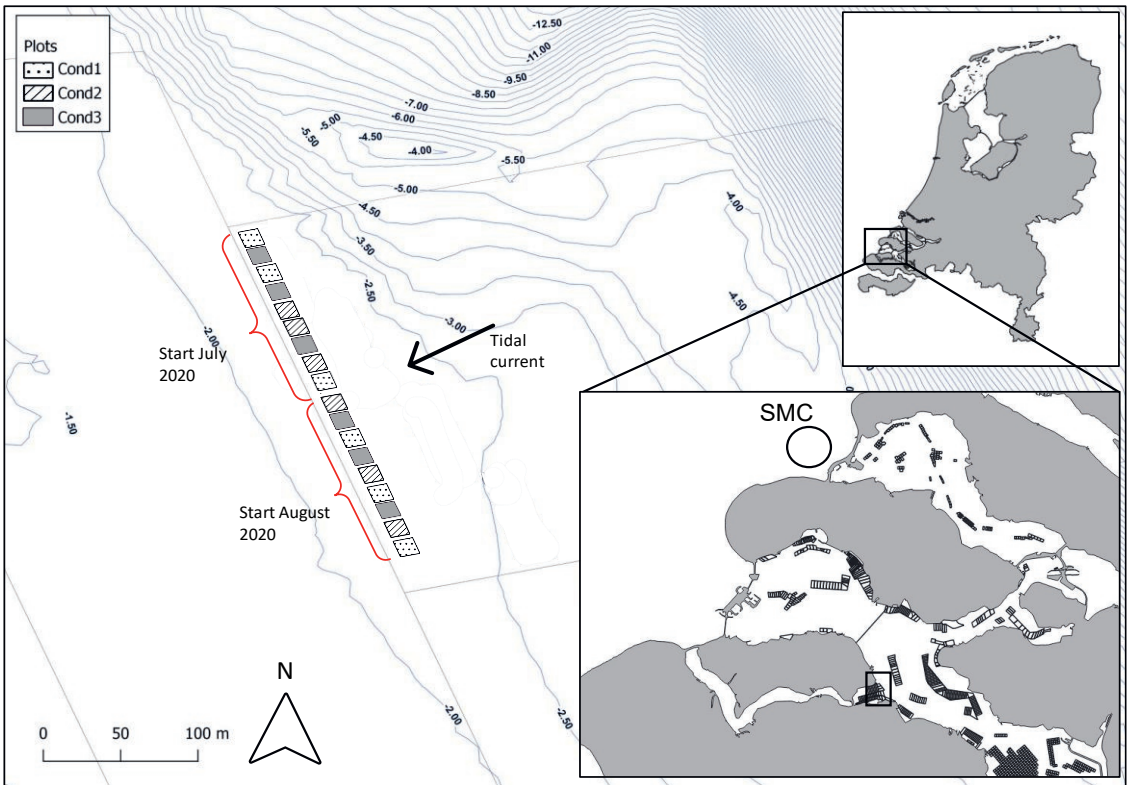 Plots
Cond1
Cond2
Cond3
-12.50
-11.00
-9.50
-8.50
-7.00
-6.00
-5.00
-5.50
-4.50
-4.00
-5.50
-5.00
-4.50
-4.00
-3.50
-2.50
-4.50
-3.00
-2.00
Tidal
current
Start July
2020
-1.50
SMC
Start August
2020
N
-2.00
-2.50
0 50 100 m